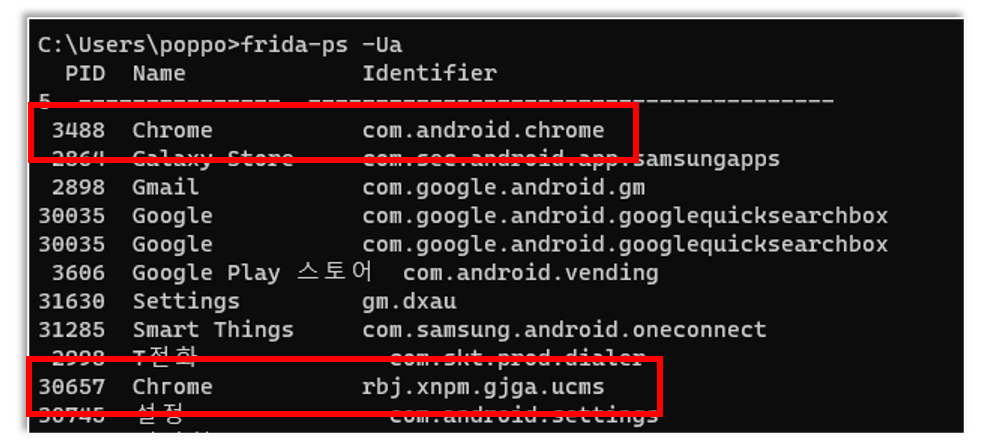 C:\Users\poppo>frida-ps -Ua
PID Name Identifier
5 --------------- ---------------------------------------
3488 Chrome com.android.chrome
2864 Galaxy Store com.sec.android.app.samsungapps
2898 Gmail com.google.android.gm
30035 Google com.google.android.googlequicksearchbox
30035 Google com.google.android.googlequicksearchbox
3606 Google Play 스토어 com.android.vending
31630 Settings gm.dxau
31285 Smart Things com.samsung.android.oneconnect
2998 T전화 com.skt.prod.dialer
30657 Chrome rbj.xnpm.gjga.ucms
30745 설정 com.android.settings